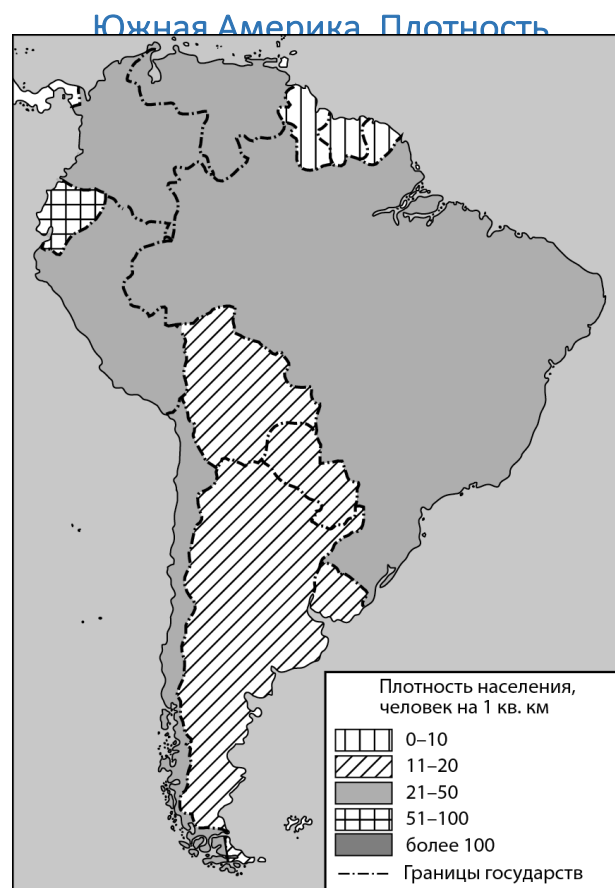 Южная Америка. Плотность
Плотность населения,
человек на 1 кв. км
0–10
11–20
21–50
51–100
более 100
Границы государств